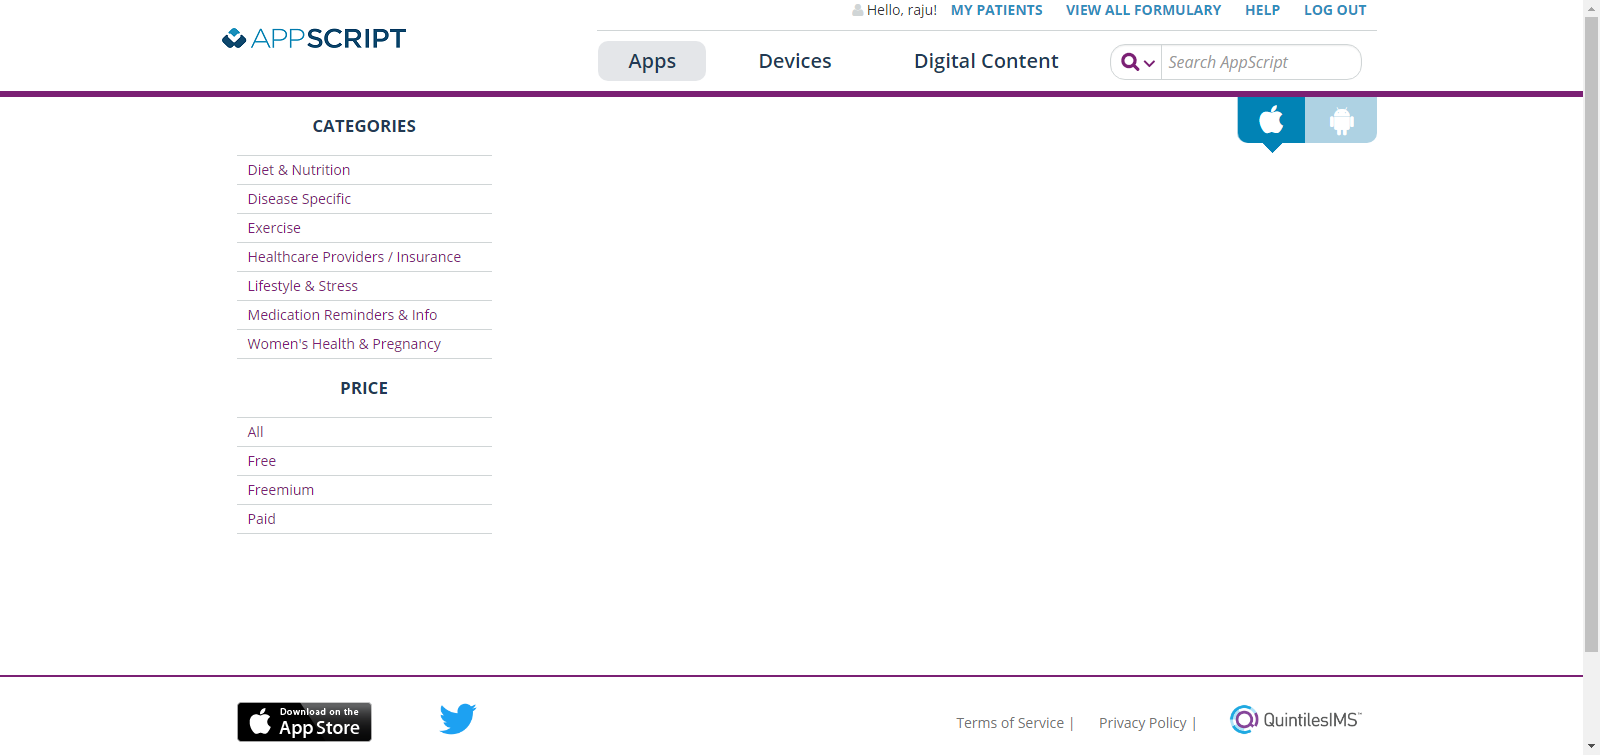 Hello, raju! MY PATIENTS VIEW ALL FORMULARY HELP LOG OUT
APPSCRIPT
Apps Devices Digital Content Search AppScript
CATEGORIES
Diet & Nutrition
Disease Specific
Exercise
Healthcare Providers / Insurance
Lifestyle & Stress
Medication Reminders & Info
Women's Health & Pregnancy
PRICE
All
Free
Freemium
Paid
Download on the
App Store
Terms of Service | Privacy Policy | QuintilesIMS™